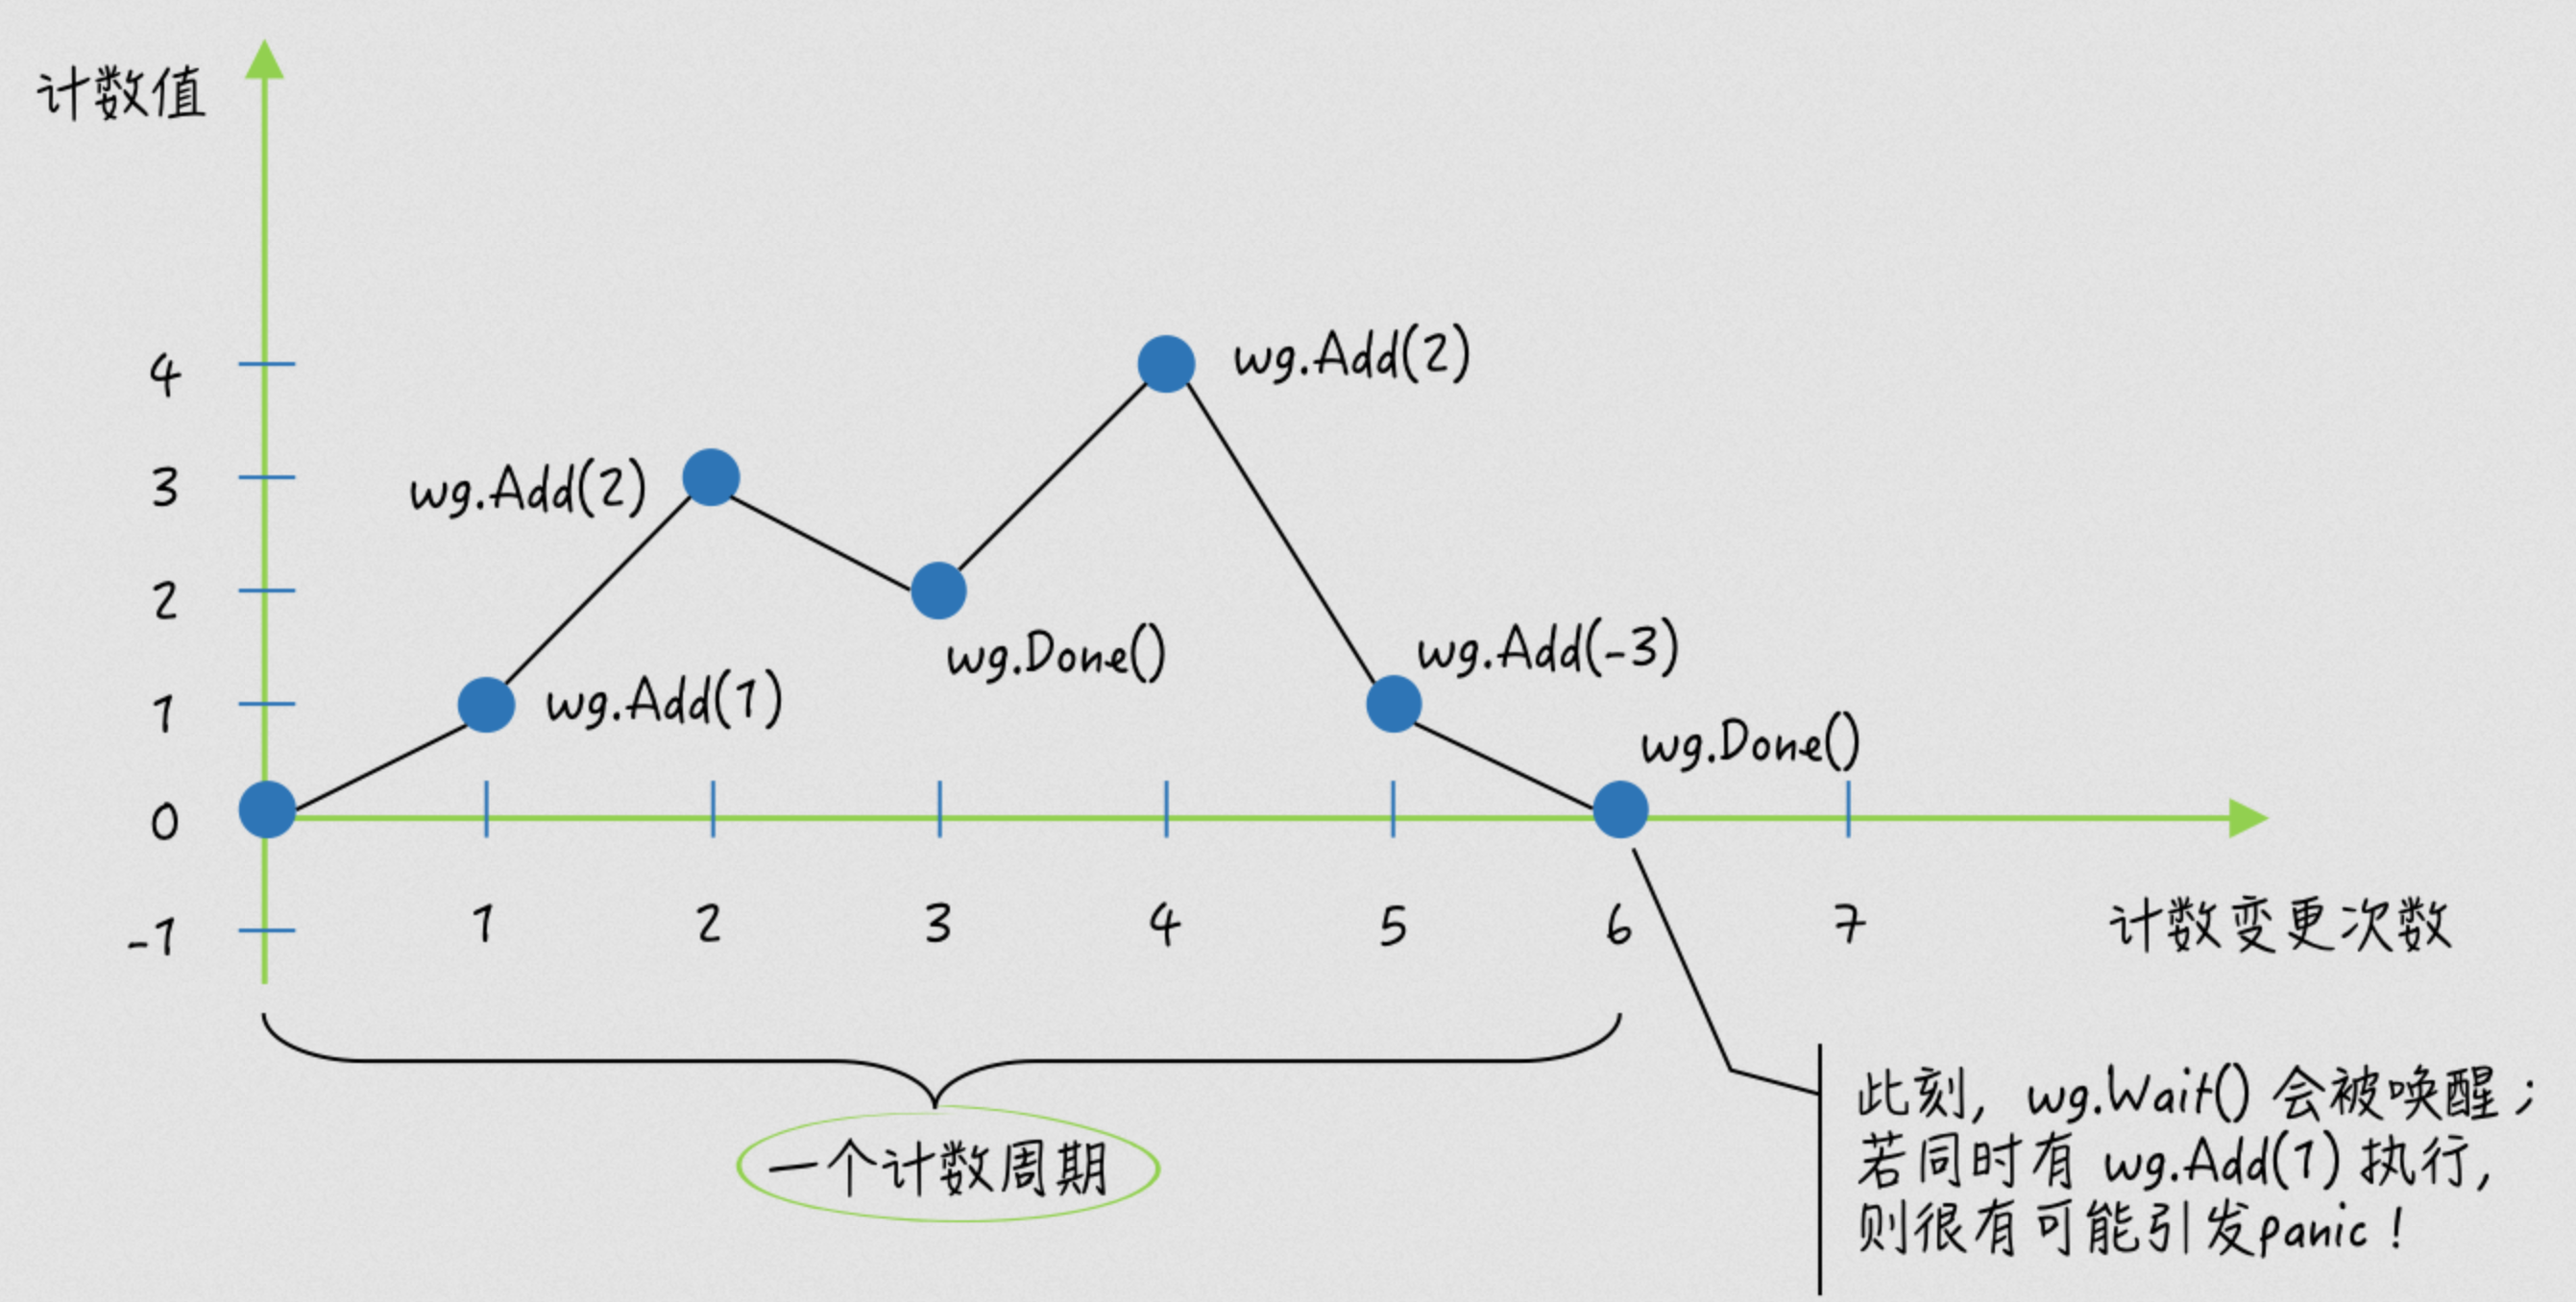 计数值
4
wg.Add(2)
3
wg.Add(2)
2
wg.Done()
wg.Add(-3)
1
wg.Add(1)
wg.Done()
0
-1
1
2
3
4
5
6
7
计数变更次数
一个计数周期
此刻，wg.Wait() 会被唤醒；
若同时有 wg.Add(1) 执行，
则很有可能引发panic！